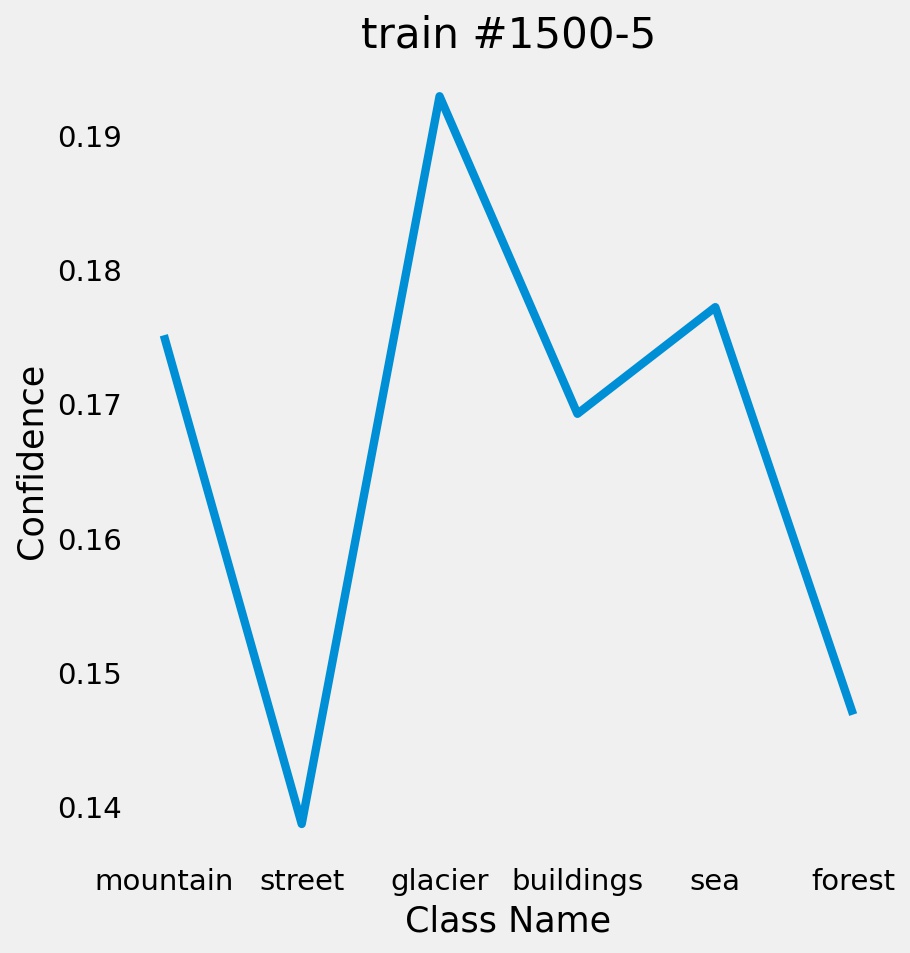 train #1500-5
0.19
0.18
0.17
0.16
0.15
0.14
Confidence
mountain street glacier buildings sea forest
Class Name